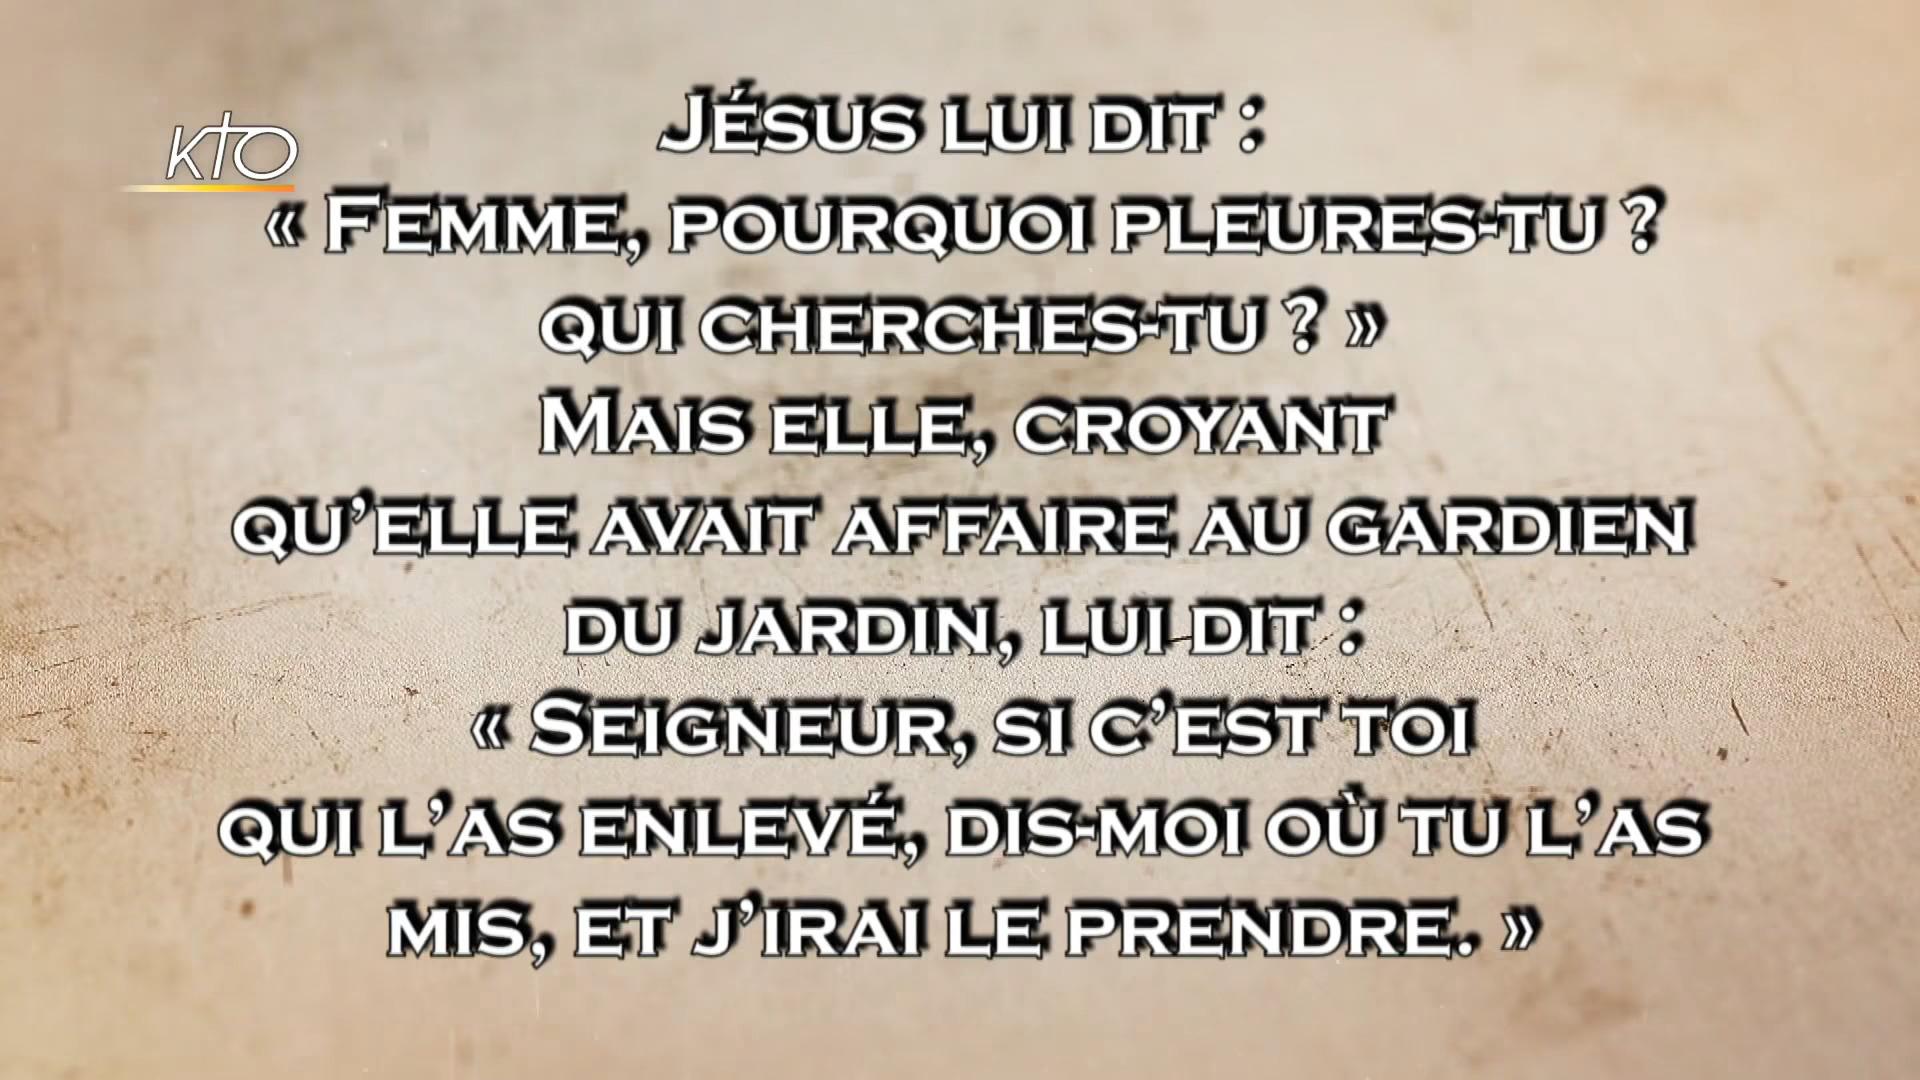 KTO
Jésus lui dit :
« Femme, pourquoi pleures-tu ?
qui cherches-tu ? »
Mais elle, croyant
qu’elle avait affaire au gardien
du jardin, lui dit :
« Seigneur, si c’est toi
qui l’as enlevé, dis-moi où tu l’as
mis, et j’irai le prendre. »